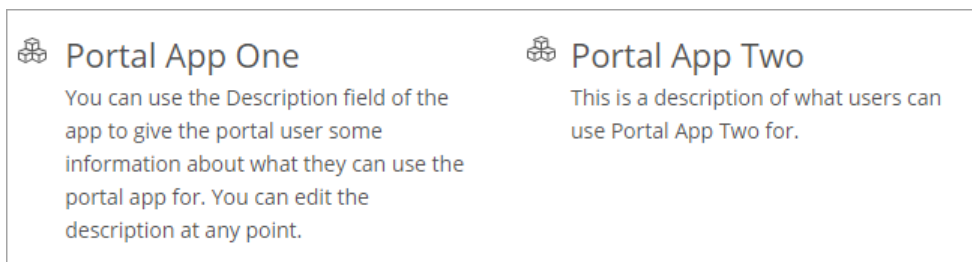 Portal App One
You can use the Description field of the
app to give the portal user some
information about what they can use the
portal app for. You can edit the
description at any point.
Portal App Two
This is a description of what users can
use Portal App Two for.